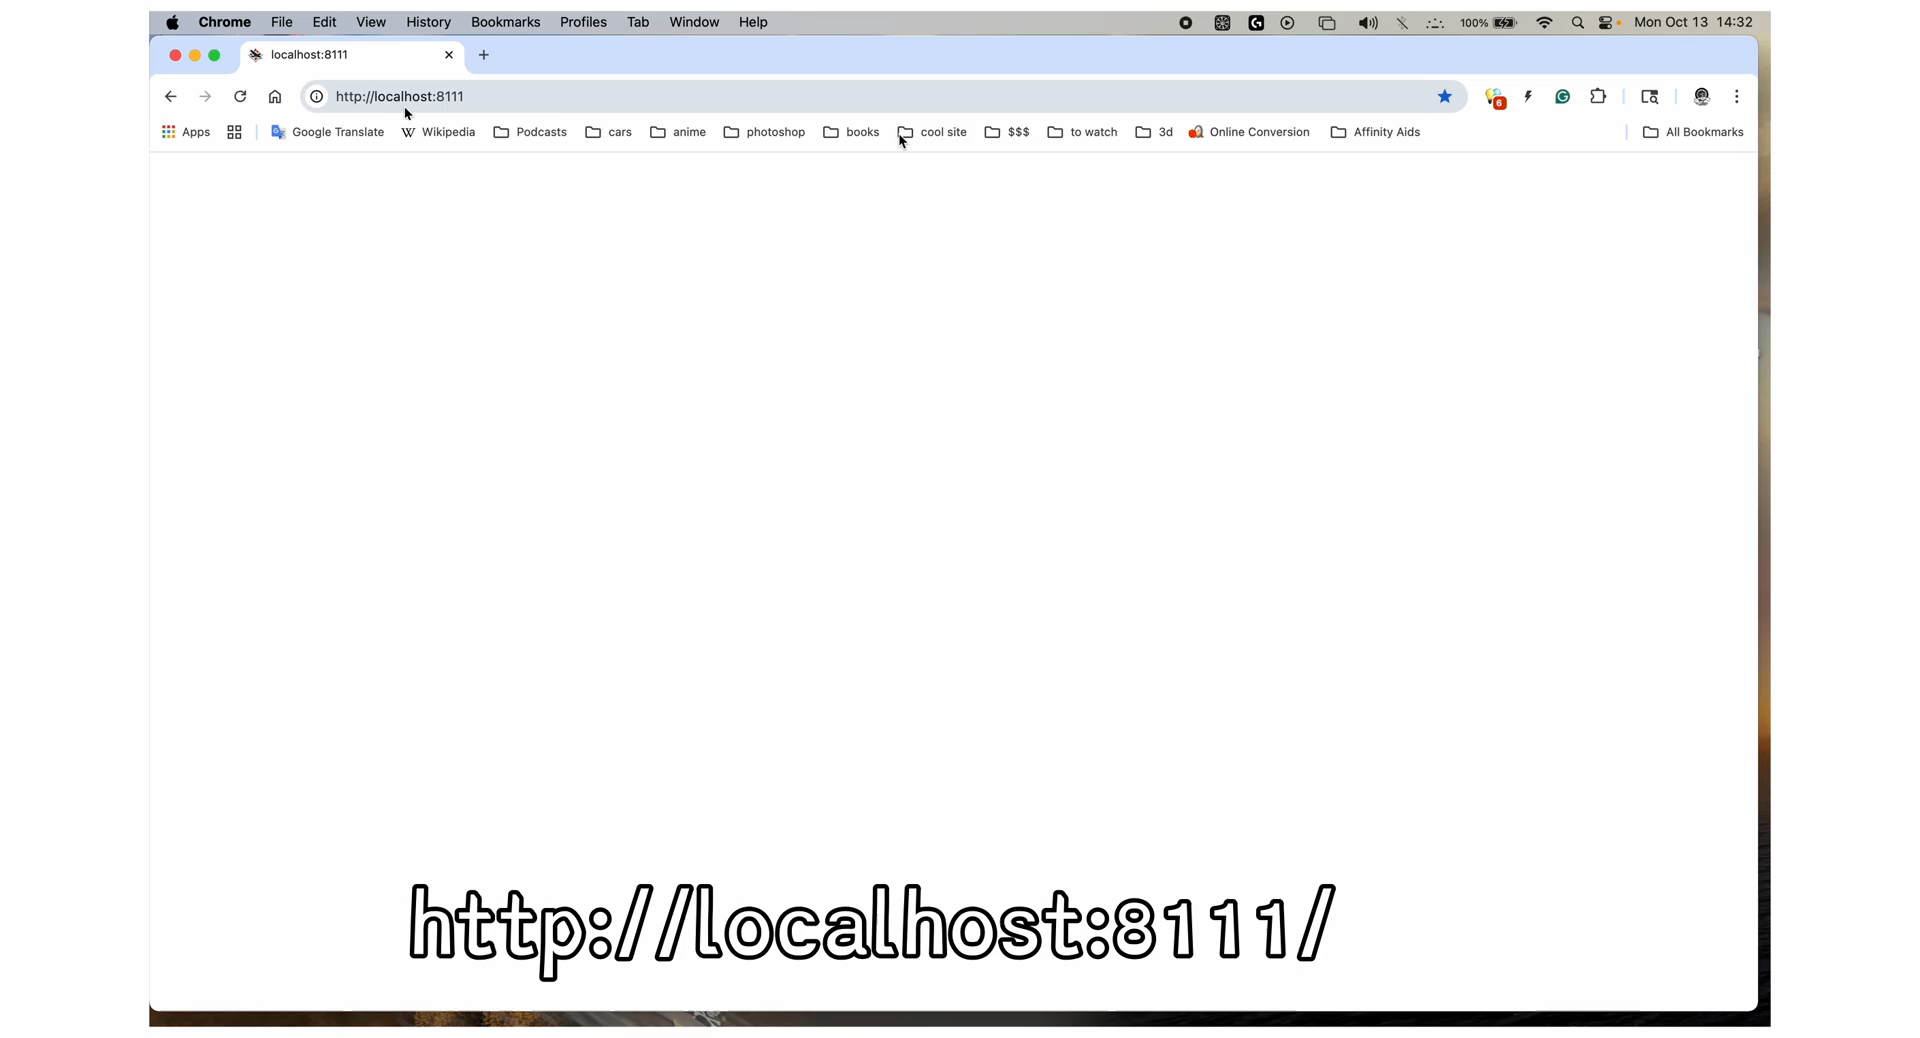 Chrome File Edit View History Bookmarks Profiles Tab Window Help 100% Mon Oct 13 14:32
localhost:8111
http://localhost:8111 6
Apps Google Translate Wikipedia Podcasts cars anime photoshop books cool site $$$ to watch 3d Online Conversion Affinity Aids All Bookmarks
http://localhost:8111/